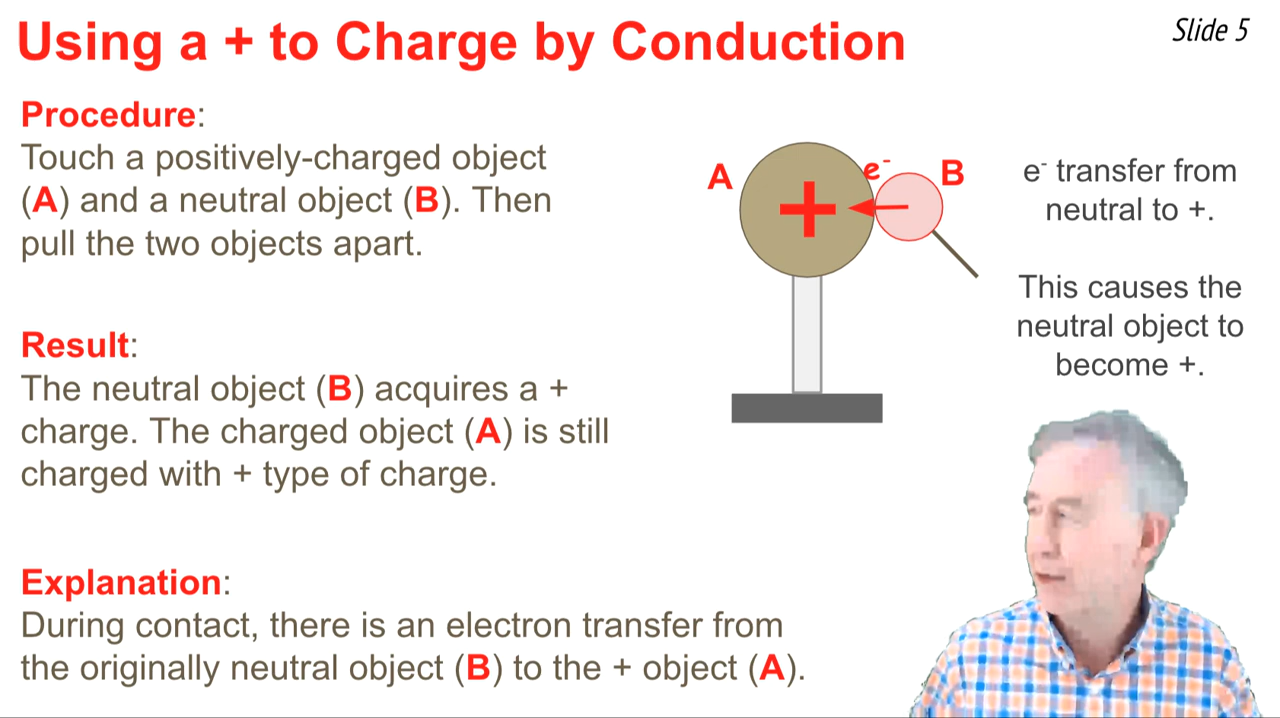 Using a + to Charge by Conduction
Slide 5
Procedure:
Touch a positively-charged object
(A) and a neutral object (B). Then
pull the two objects apart.
Result:
The neutral object (B) acquires a +
charge. The charged object (A) is still
charged with + type of charge.
Explanation:
During contact, there is an electron transfer from
the originally neutral object (B) to the + object (A).
A
e-
B
+
e- transfer from
neutral to +.
This causes the
neutral object to
become +.